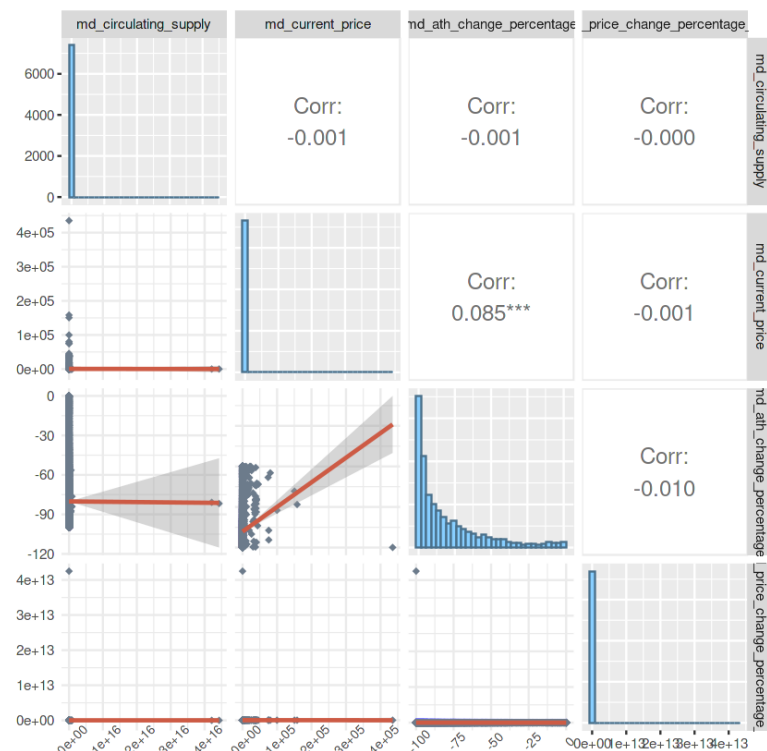 md_circulating_supply md_current_price md_ath_change_percentage _price_change_percentage_
md_circulating_supply
6000
4000
2000
0
Corr:
-0.001
Corr:
-0.001
Corr:
-0.000
md_current_price
4e+05
3e+05
2e+05
1e+05
0e+00
Corr:
0.085***
Corr:
-0.001
md_ath_change_percentage
0
-30
-60
-90
-120
Corr:
-0.010
_price_change_percentage_
4e+13
3e+13
2e+13
1e+13
0e+00
0e+00 1e+16 2e+16 3e+16 4e+16
0e+00 1e+05 2e+05 3e+05 4e+05
-100 -75 -50 -25 0
0e+00 1e+13 2e+13 3e+13 4e+13